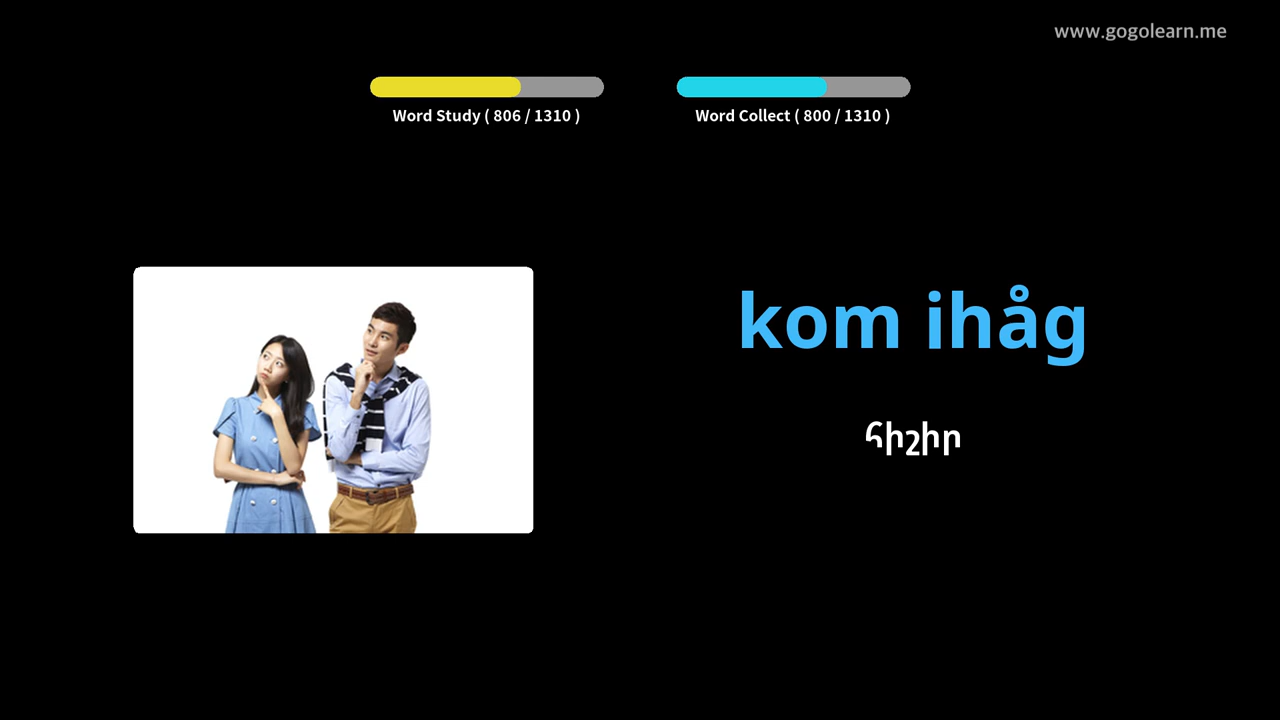 www.gogolearn.me
Word Study ( 806 / 1310 )
Word Collect ( 800 / 1310 )
kom ihåg
հիշիր